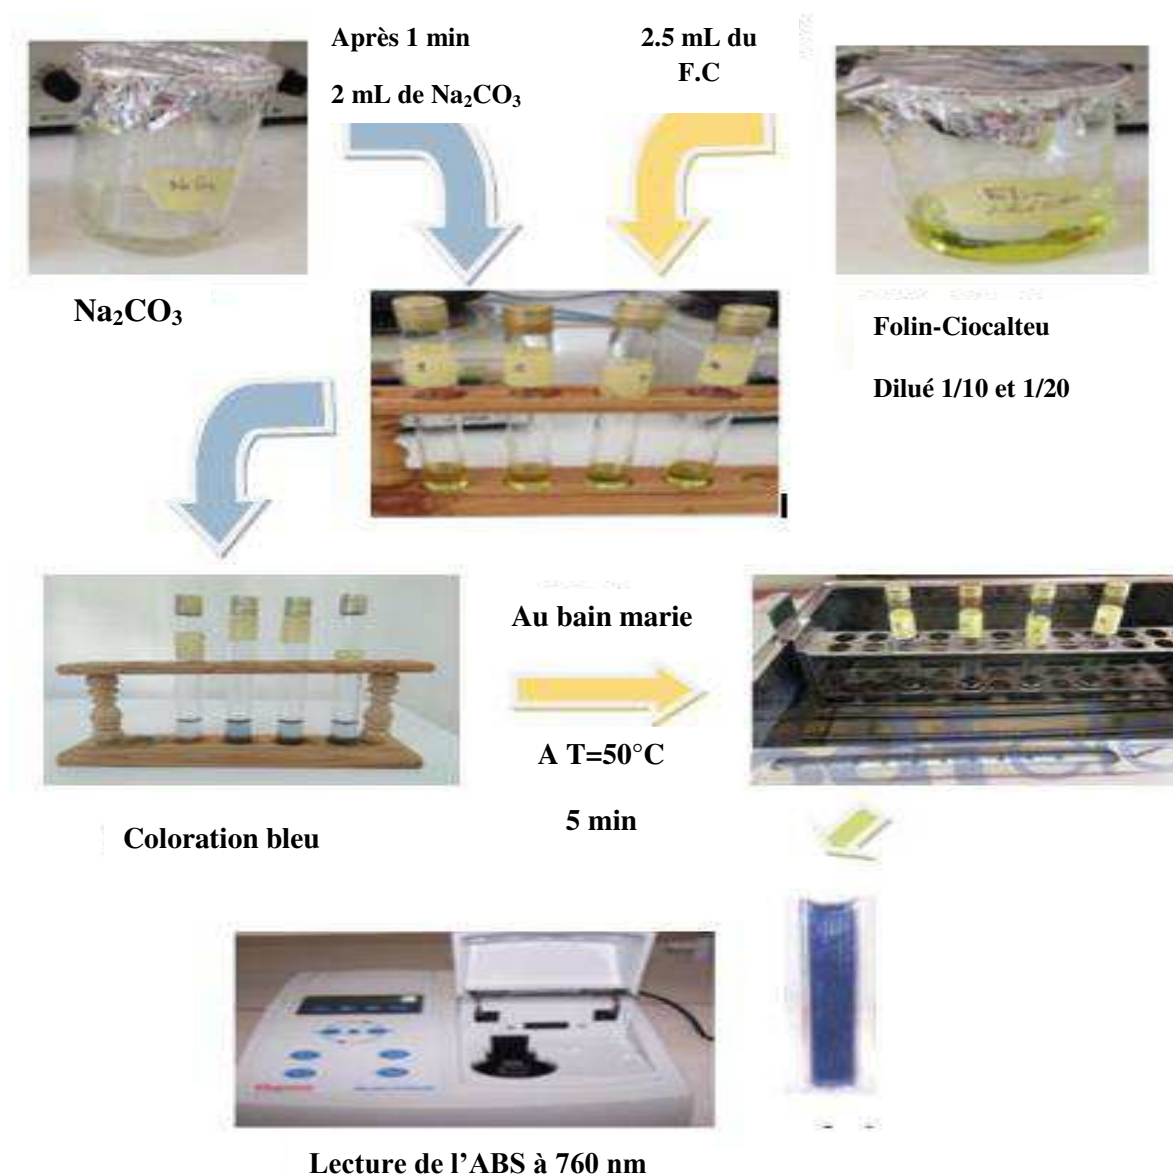 Après 1 min
2 mL de Na₂CO₃
2.5 mL du
F.C
Na₂CO₃
Folin-Ciocalteu
Dilué 1/10 et 1/20
Au bain marie
A T=50°C
5 min
Coloration bleu
Lecture de l'ABS à 760 nm